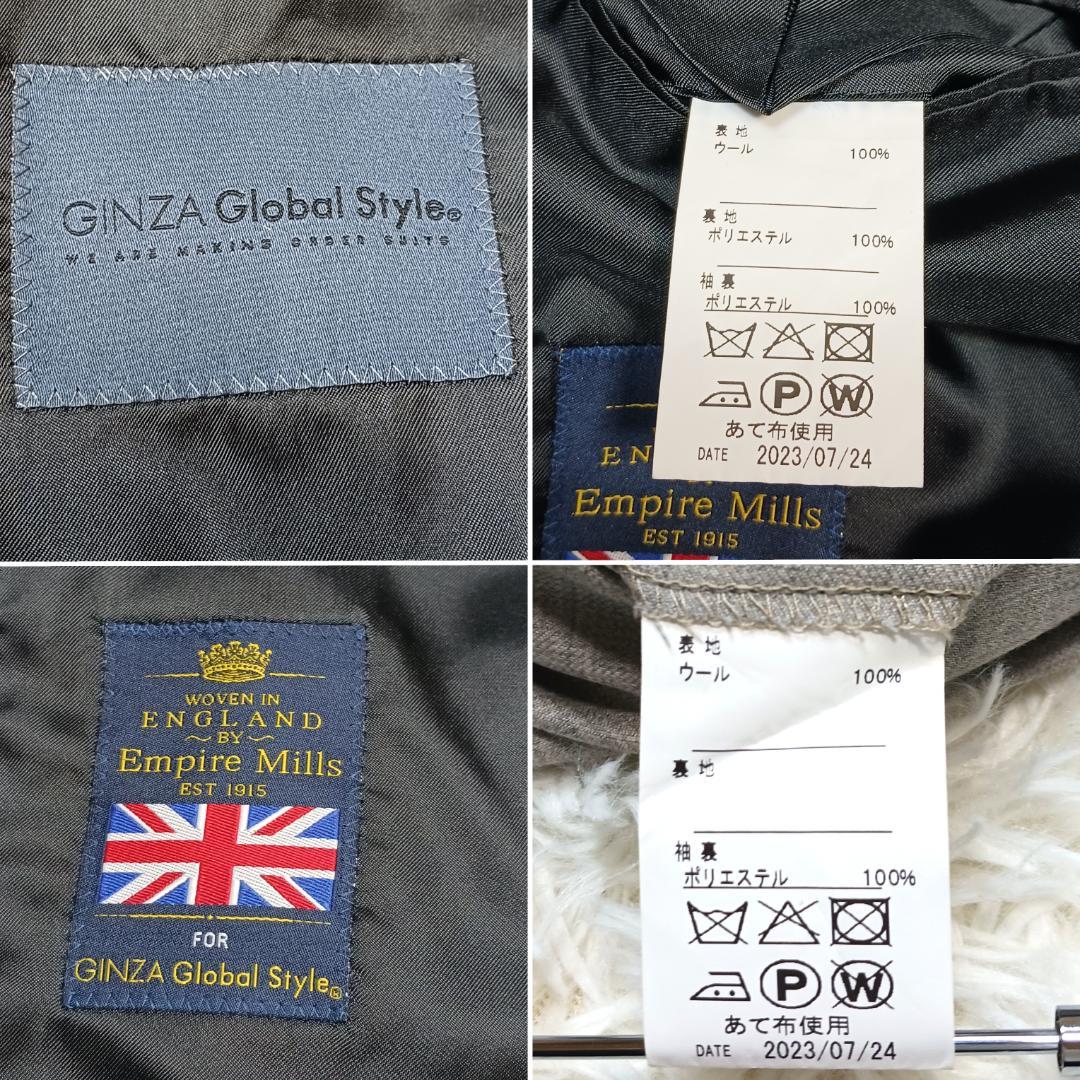 GINZA Global Style®
WE ARE MAKING ORDER SUITS
表地
ウール 100%
裏地
ポリエステル 100%
袖裏
ポリエステル 100%
P W
あて布使用
DATE 2023/07/24
Empire Mills
EST 1915
WOVEN IN
ENGLAND
BY
Empire Mills
EST 1915
FOR
GINZA Global Style®
表地
ウール 100%
裏地
袖裏
ポリエステル 100%
P W
あて布使用
DATE 2023/07/24